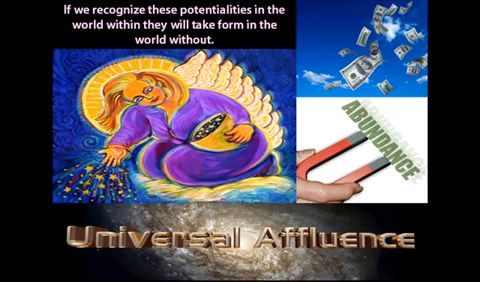 If we recognize these potentialities in the
world within they will take form in the
world without.
ABUNDANCE
Universal Affluence